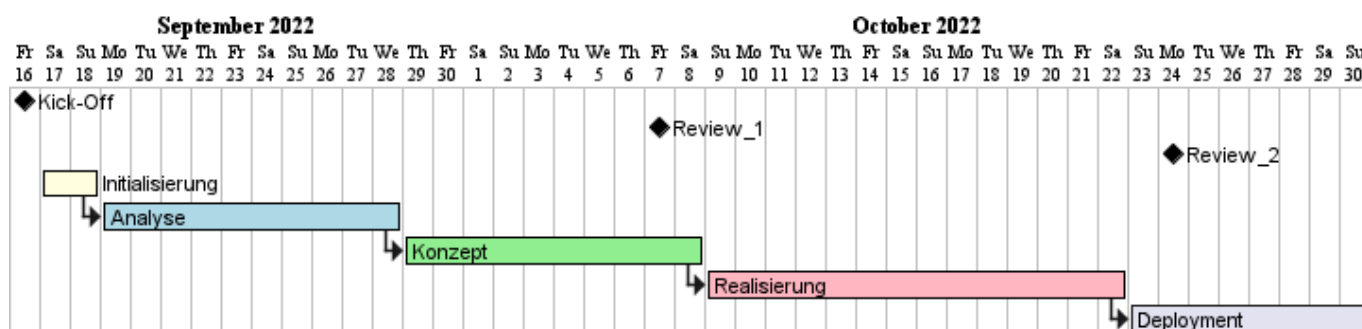 September 2022 October 2022
Fr Sa Su Mo Tu We Th Fr Sa Su Mo Tu We Th Fr Sa Su Mo Tu We Th Fr Sa Su Mo Tu We Th Fr Sa Su Mo Tu We Th Fr Sa Su Mo Tu We Th Fr Sa Su
16 17 18 19 20 21 22 23 24 25 26 27 28 29 30 1 2 3 4 5 6 7 8 9 10 11 12 13 14 15 16 17 18 19 20 21 22 23 24 25 26 27 28 29 30
Kick-Off
Review_1
Review_2
Initialisierung
Analyse
Konzept
Realisierung
Deployment